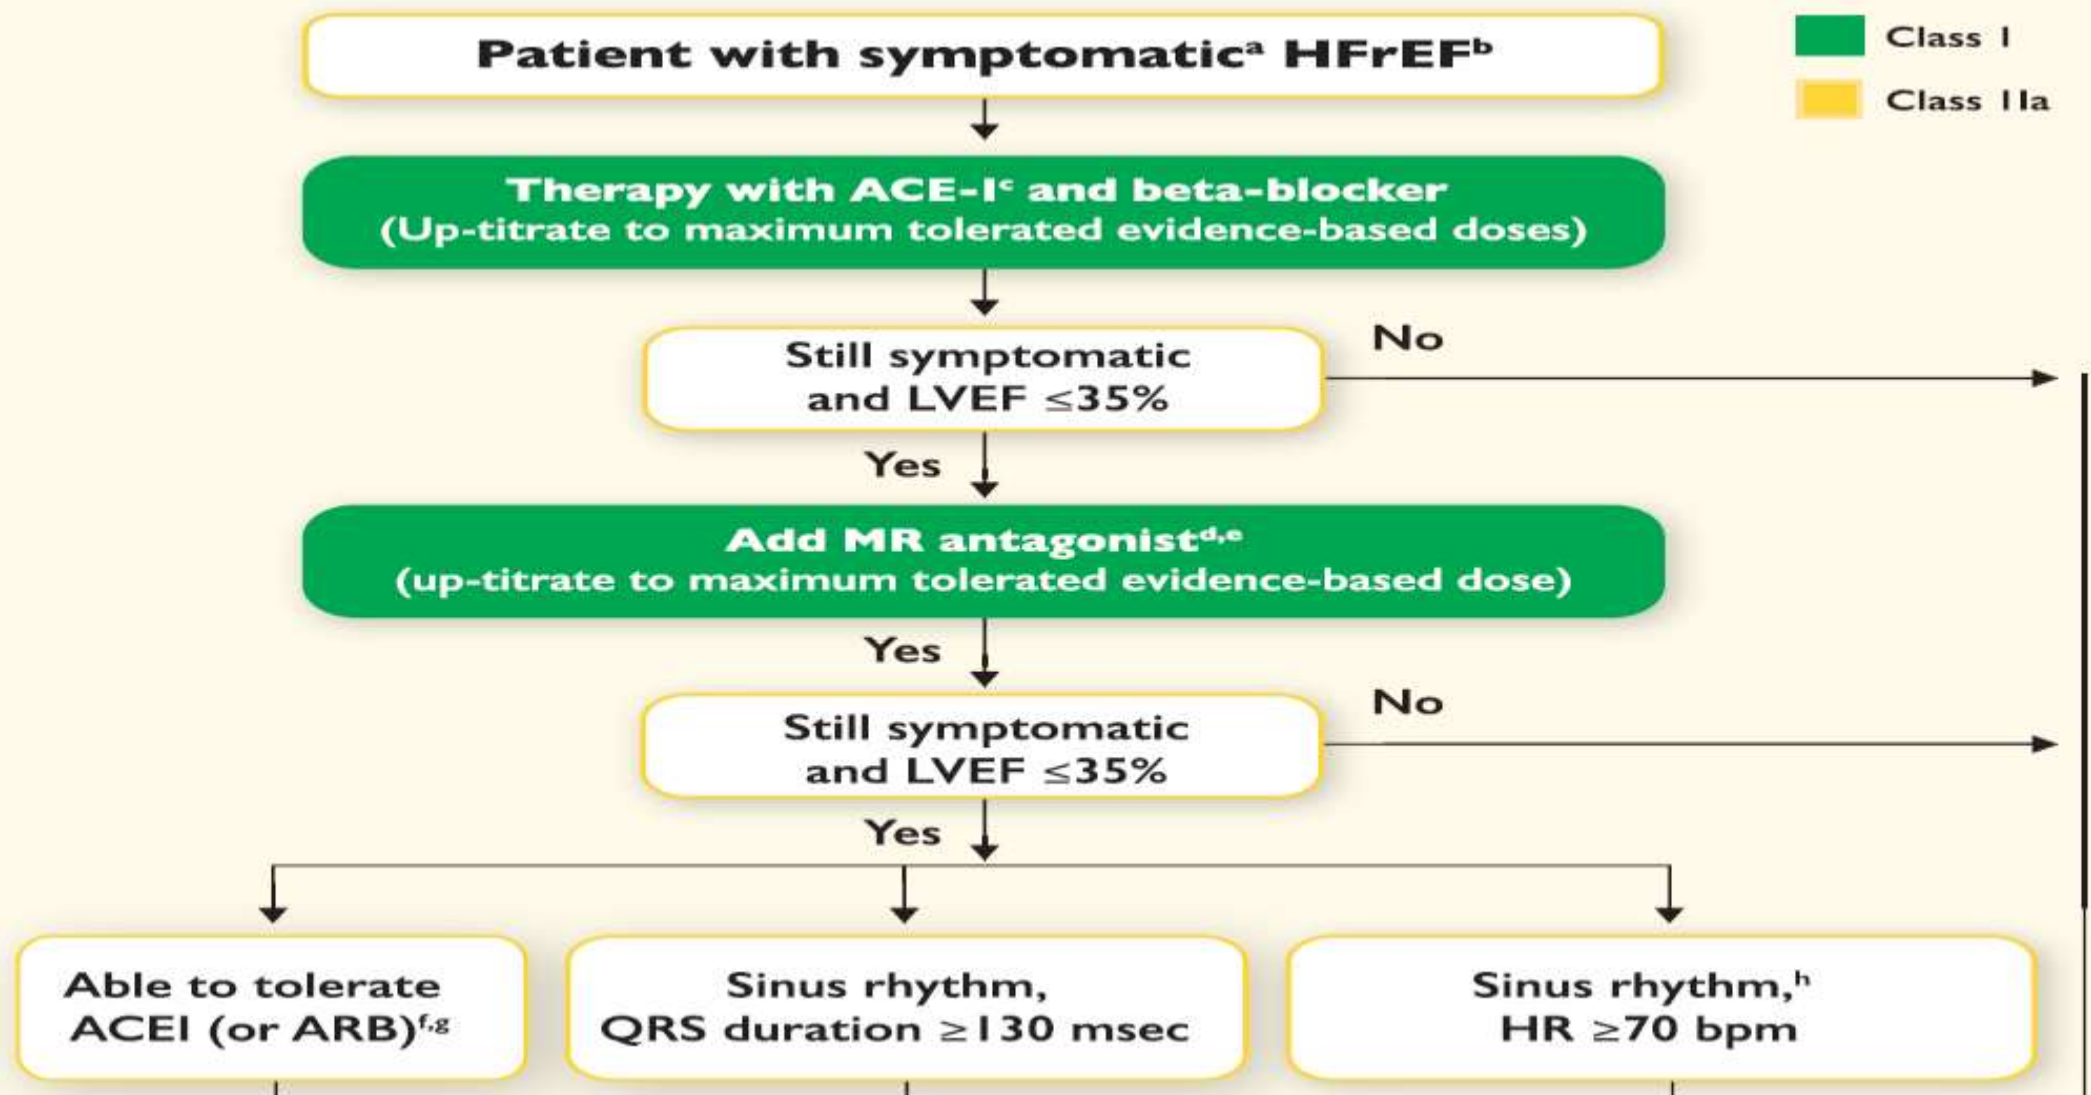 Patient with symptomaticᵃ HFrEFᵇ
Class I
Class IIa
Therapy with ACE-Iᶜ and beta-blocker
(Up-titrate to maximum tolerated evidence-based doses)
Still symptomatic
and LVEF ≤35%
No
Yes
Add MR antagonistᵈ,ᵉ
(up-titrate to maximum tolerated evidence-based dose)
Yes
Still symptomatic
and LVEF ≤35%
No
Yes
Able to tolerate
ACEI (or ARB)ᶠ,ᵍ
Sinus rhythm,
QRS duration ≥130 msec
Sinus rhythm,ʰ
HR ≥70 bpm